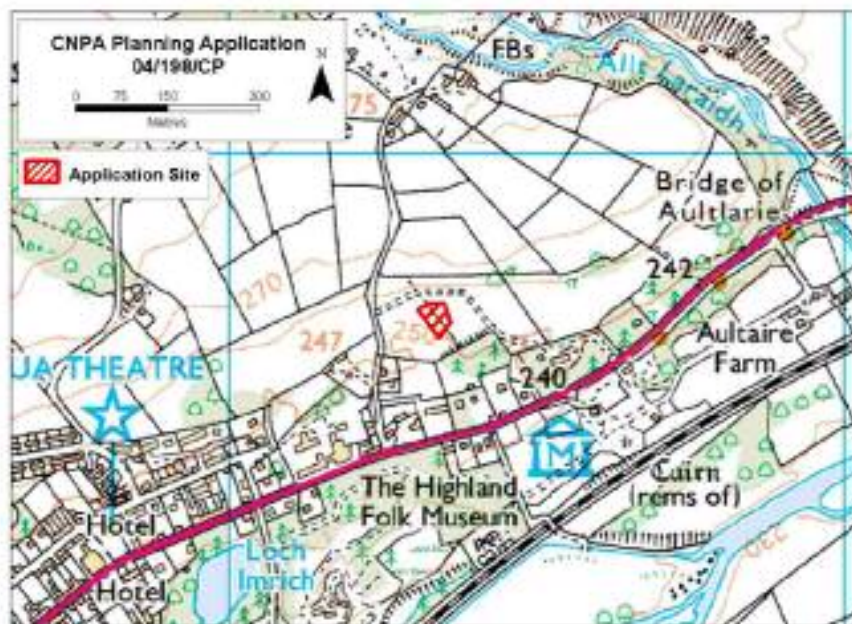 CNPA Planning Application
04/198/CP
N
0 75 150 300
Metres
Application Site
FBs
Allt Laraidh
275
Bridge of
Aultlarie
270
242
247
250
UA THEATRE
240
Aultlaire
Farm
M
The Highland
Folk Museum
Cairn
(rems of)
Hotel
Loch
Imrich
Hotel